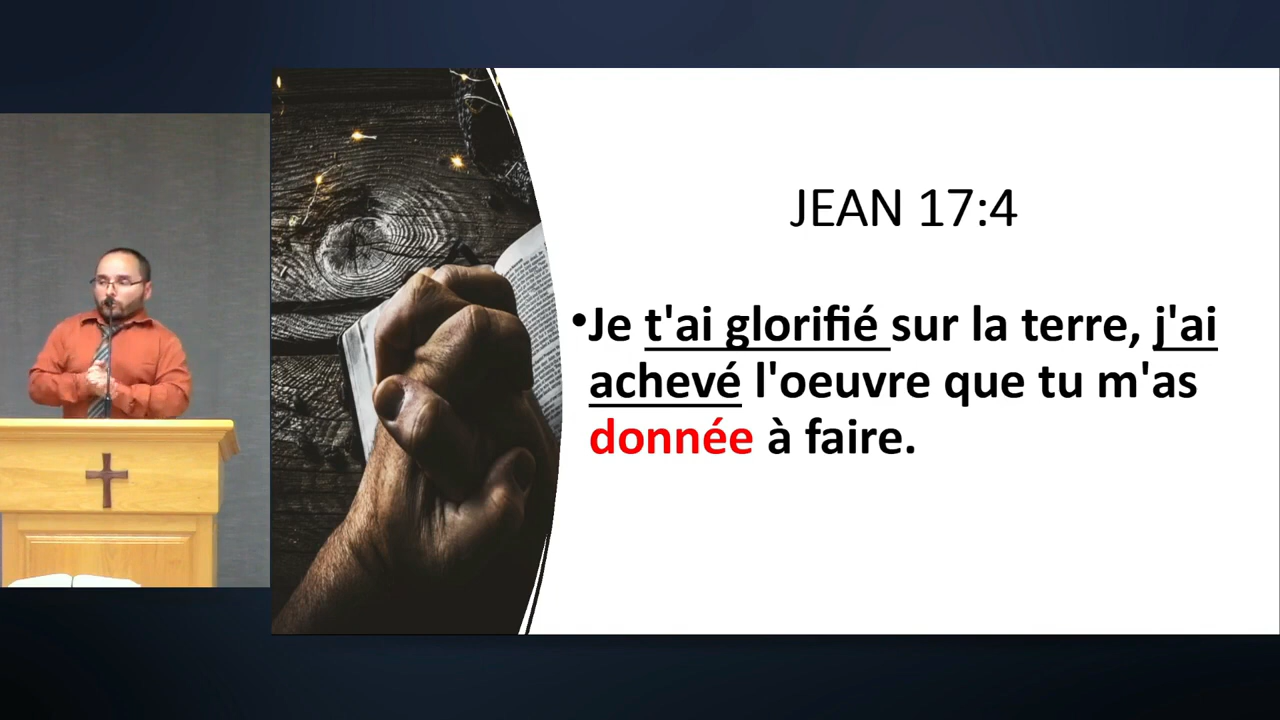 JEAN 17:4
•Je t'ai glorifié sur la terre, j'ai
achevé l'oeuvre que tu m'as
donnée à faire.